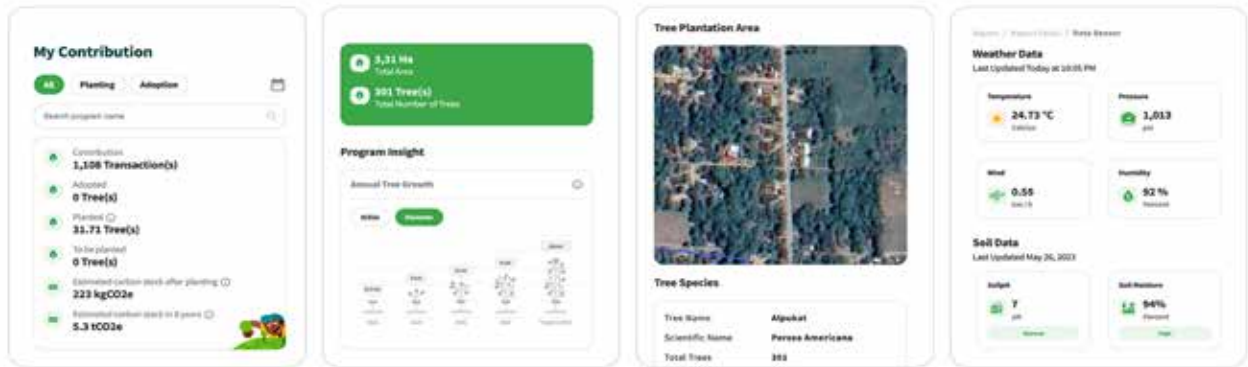 My Contribution
All
Planting
Adoption
Search program name
Contribution
1,108 Transaction(s)
Adopted
0 Tree(s)
Planted
31.71 Tree(s)
To be planted
0 Tree(s)
Estimated carbon stock after planting
223 kgCO2e
Estimated carbon stock in 8 years
5.3 tCO2e
3,31 Ha
Total Area
301 Tree(s)
Total Number of Trees
Program Insight
Annual Tree Growth
Tree Plantation Area
Tree Species
Tree Name Alpukat
Scientific Name Persea Americana
Total Trees 301
Data Sensor
Weather Data
Last Updated Today at 10:05 PM
Temperature
24.73 °C
Celsius
Pressure
1,013
Wind
0.55
Humidity
92 %
Percent
Soil Data
Last Updated May 26, 2023
7
pH
Soil Moisture
94%
Percent